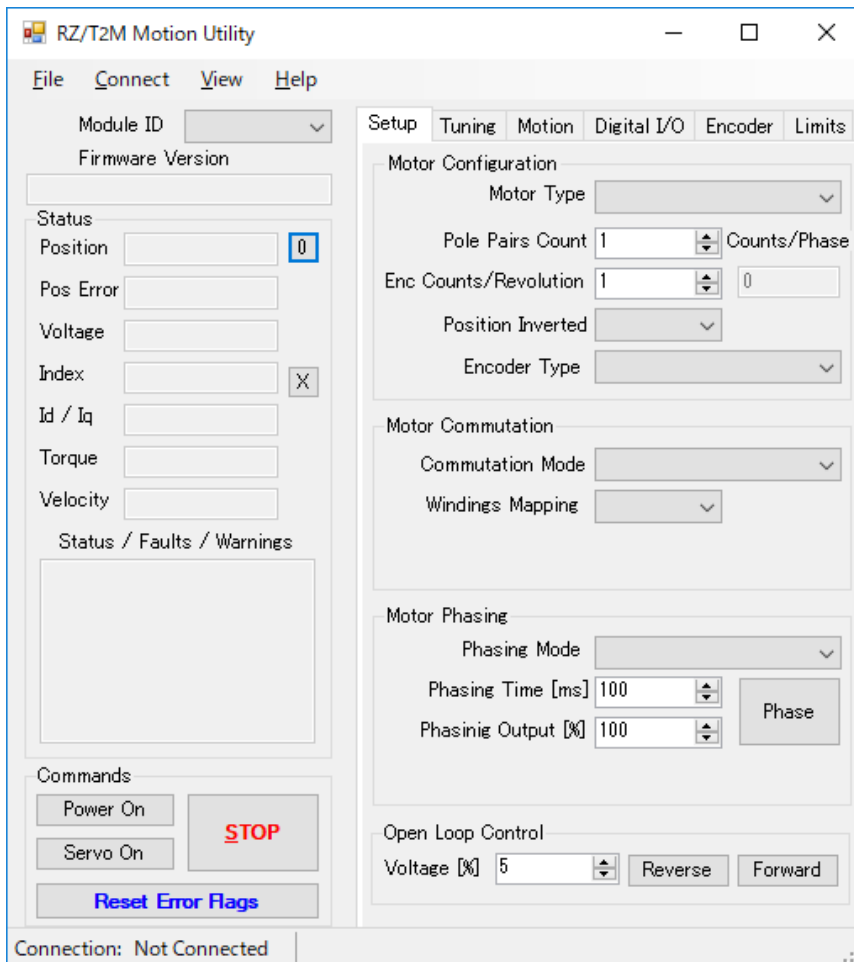 RZ/T2M Motion Utility
File Connect View Help
Module ID
Firmware Version
Status
Position 0
Pos Error
Voltage
Index X
Id / Iq
Torque
Velocity
Status / Faults / Warnings
Commands
Power On
STOP
Servo On
Reset Error Flags
Setup Tuning Motion Digital I/O Encoder Limits
Motor Configuration
Motor Type
Pole Pairs Count 1 Counts/Phase
Enc Counts/Revolution 1 0
Position Inverted
Encoder Type
Motor Commutation
Commutation Mode
Windings Mapping
Motor Phasing
Phasing Mode
Phasing Time [ms] 100
Phase
Phasinig Output [%] 100
Open Loop Control
Voltage [%] 5 Reverse Forward
Connection: Not Connected